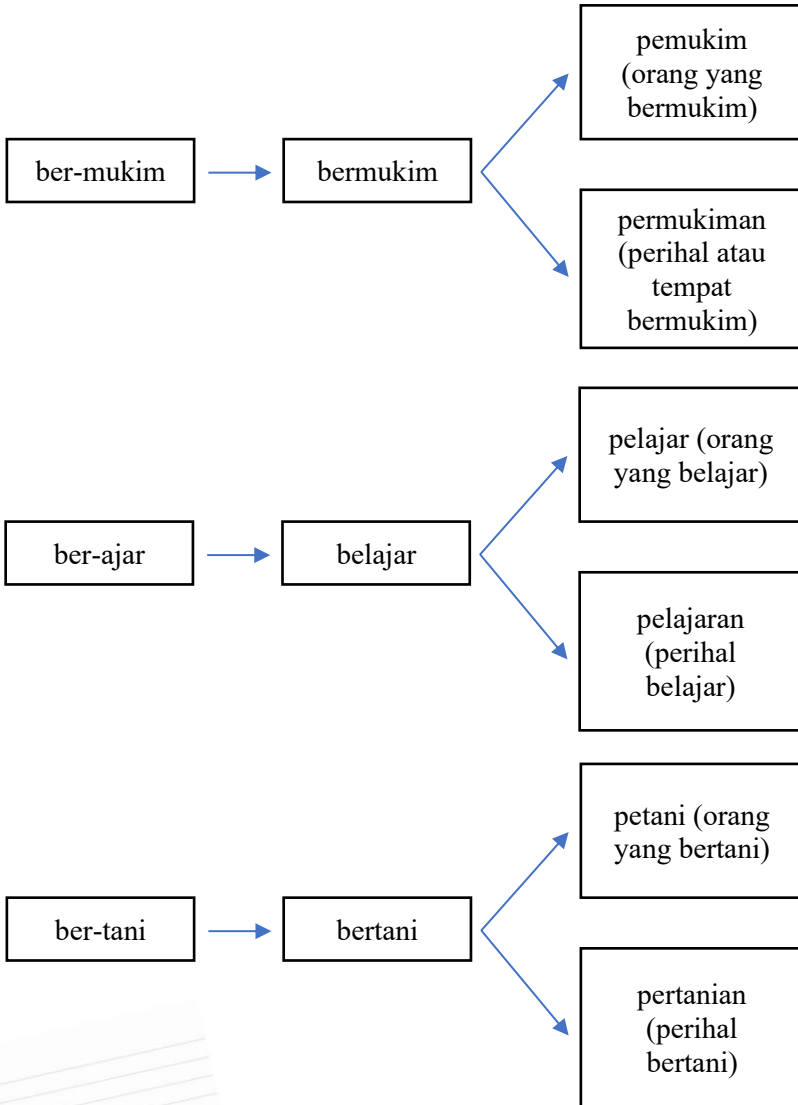 ber-mukim
bermukim
pemukim
(orang yang
bermukim)
permukiman
(perihal atau
tempat
bermukim)
ber-ajar
belajar
pelajar (orang
yang belajar)
pelajaran
(perihal
belajar)
ber-tani
bertani
petani (orang
yang bertani)
pertanian
(perihal
bertani)